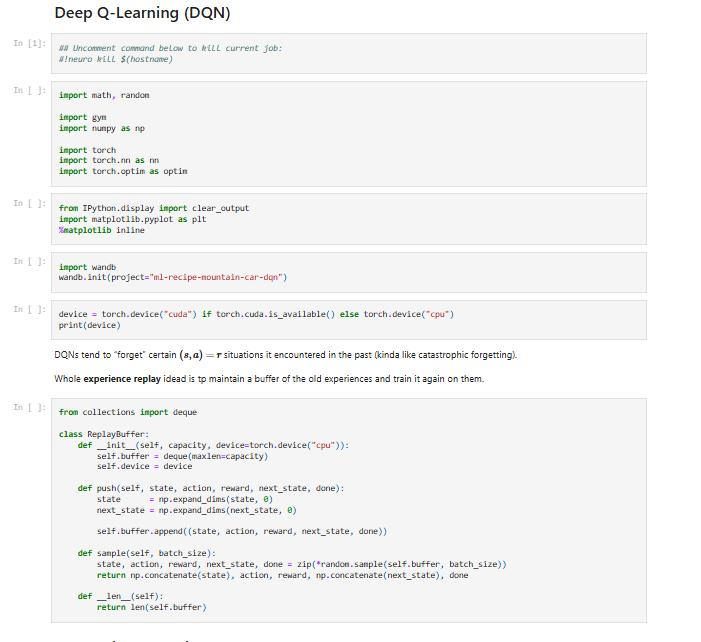 Deep Q-Learning (DQN)
In [1]:
## Uncomment command below to kill current job:
#!neuro kill $(hostname)
In [ ]:
import math, random
import gym
import numpy as np
import torch
import torch.nn as nn
import torch.optim as optim
In [ ]:
from IPython.display import clear_output
import matplotlib.pyplot as plt
%matplotlib inline
In [ ]:
import wandb
wandb.init(project="ml-recipe-mountain-car-dqn")
In [ ]:
device = torch.device("cuda") if torch.cuda.is_available() else torch.device("cpu")
print(device)
DQNs tend to "forget" certain (s, a) = r situations it encountered in the past (kinda like catastrophic forgetting).
Whole experience replay idead is tp maintain a buffer of the old experiences and train it again on them.
In [ ]:
from collections import deque
class ReplayBuffer:
    def __init__(self, capacity, device=torch.device("cpu")):
        self.buffer = deque(maxlen=capacity)
        self.device = device
    def push(self, state, action, reward, next_state, done):
        state      = np.expand_dims(state, 0)
        next_state = np.expand_dims(next_state, 0)
        self.buffer.append((state, action, reward, next_state, done))
    def sample(self, batch_size):
        state, action, reward, next_state, done = zip(*random.sample(self.buffer, batch_size))
        return np.concatenate(state), action, reward, np.concatenate(next_state), done
    def __len__(self):
        return len(self.buffer)